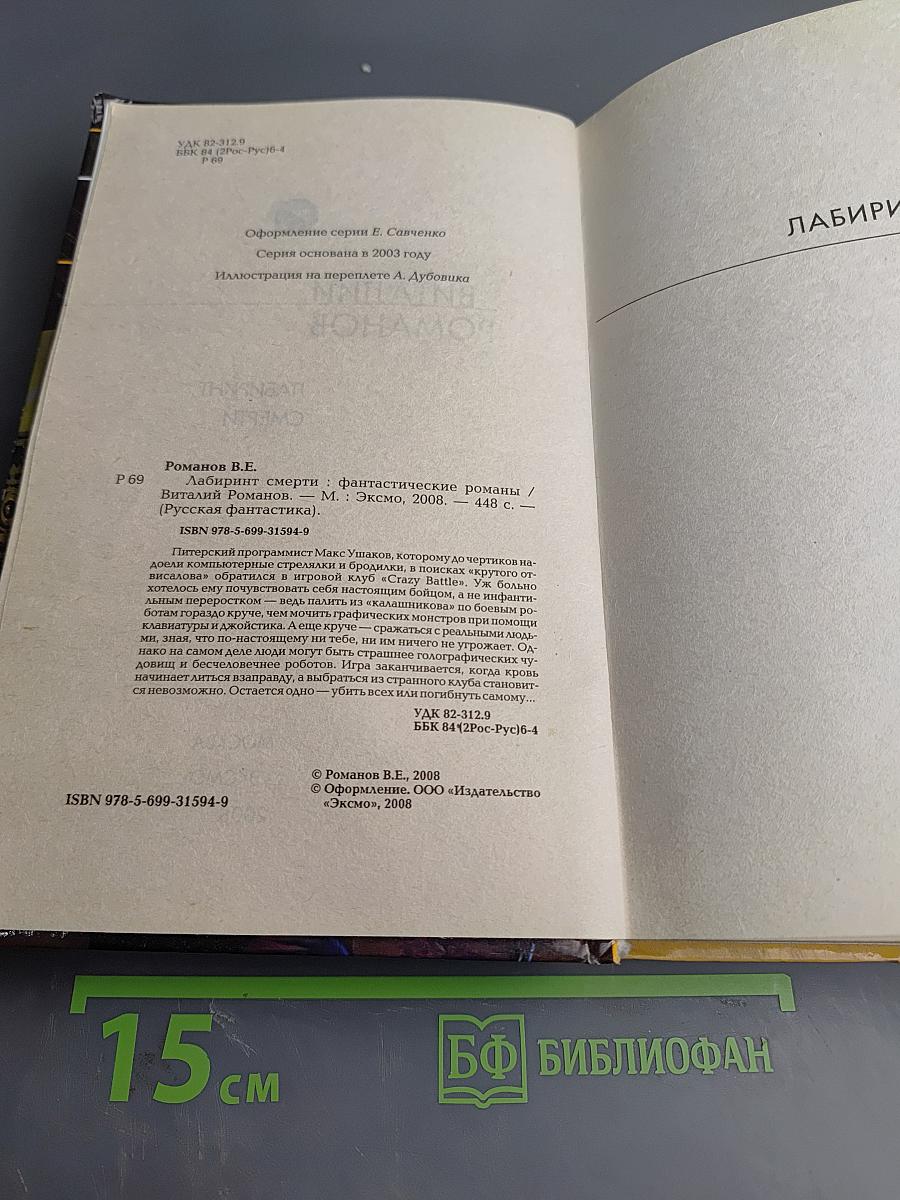 УДК 82-312.9
ББК 84 (2Рос-Рус)6-4
Р 69
Оформление серии Е. Савченко
Серия основана в 2003 году
Иллюстрация на переплете А. Дубовика
ВИТАЛИЙ
РОМАНОВ
ЛАБИРИНТ
СМЕРТИ
Романов В.Е.
Р 69
Лабиринт смерти : фантастические романы /
Виталий Романов. — М. : Эксмо, 2008. — 448 с. —
(Русская фантастика).
ISBN 978-5-699-31594-9
Питерский программист Макс Ушаков, которому до чертиков на-
доели компьютерные стрелялки и бродилки, в поисках «крутого от-
висалова» обратился в игровой клуб «Crazy Battle». Уж больно
хотелось ему почувствовать себя настоящим бойцом, а не инфанти-
льным переростком — ведь палить из «калашникова» по боевым ро-
ботам гораздо круче, чем мочить графических монстров при помощи
клавиатуры и джойстика. А еще круче — сражаться с реальными людь-
ми, зная, что по-настоящему ни тебе, ни им ничего не угрожает. Од-
нако на самом деле люди могут быть страшнее голографических чу-
довищ и бесчеловечнее роботов. Игра заканчивается, когда кровь
начинает литься взаправду, а выбраться из странного клуба становит-
ся невозможно. Остается одно — убить всех или погибнуть самому...
УДК 82-312.9
ББК 84 (2Рос-Рус)6-4
© Романов В.Е., 2008
© Оформление. ООО «Издательство
«Эксмо», 2008
ISBN 978-5-699-31594-9
ЛАБИРИ
15 см
БФ БИБЛИОФАН